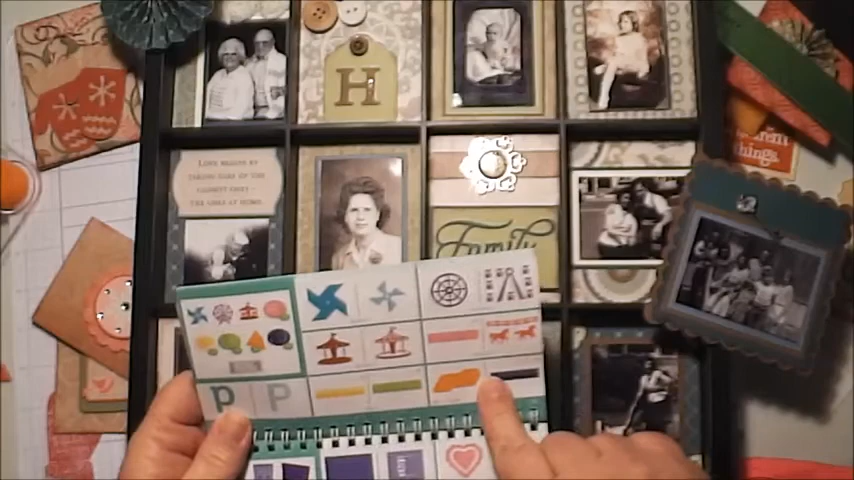 H
LOVE BEGINS BY
TAKING CARE OF THE
CLOSEST ONES -
THE ONES AT HOME.
Family
things
p p